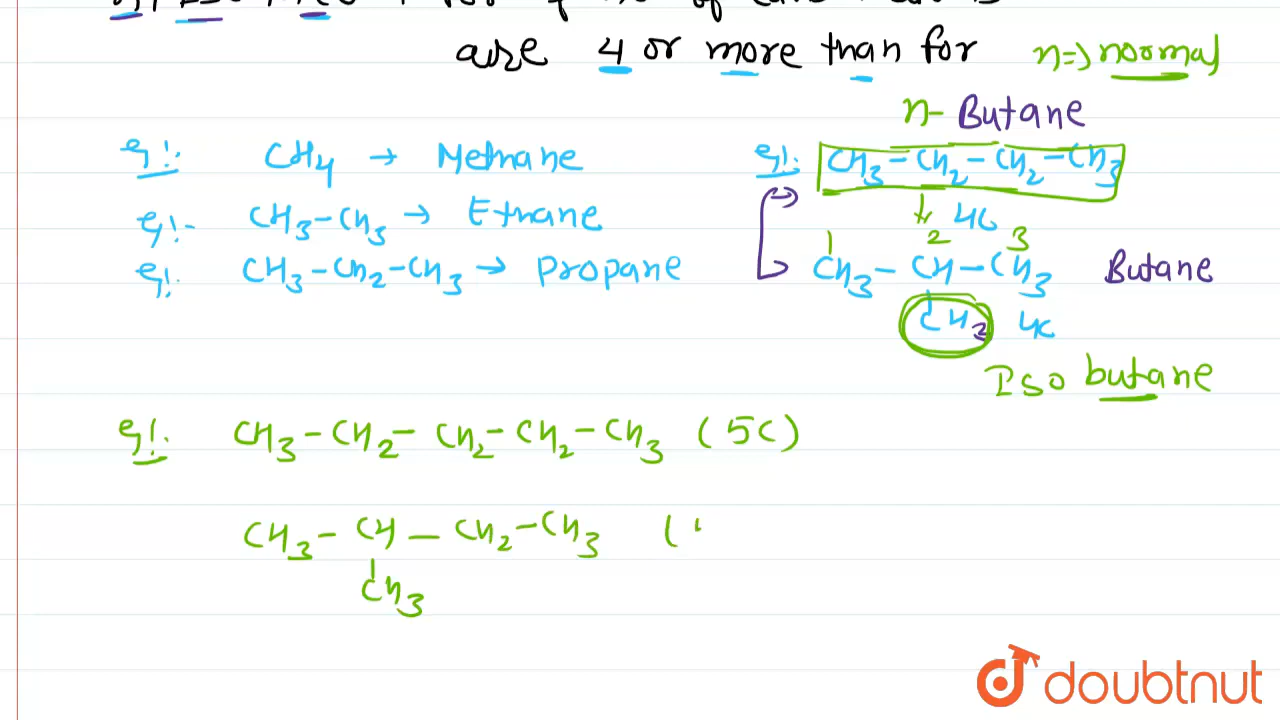 are 4 or more than for n=>normal
n- Butane
Eg!: CH4 → Methane
Eg!: CH3-CH2-CH2-CH3
Eg!- CH3-CH3 → Ethane
↓ 4C
Eg!. CH3-CH2-CH3 → Propane
1 2 3
CH3-CH-CH3 Butane
CH3 4C
Iso butane
Eg!. CH3-CH2-CH2-CH2-CH3 (5C)
CH3-CH-CH2-CH3 (
CH3
doubtnut